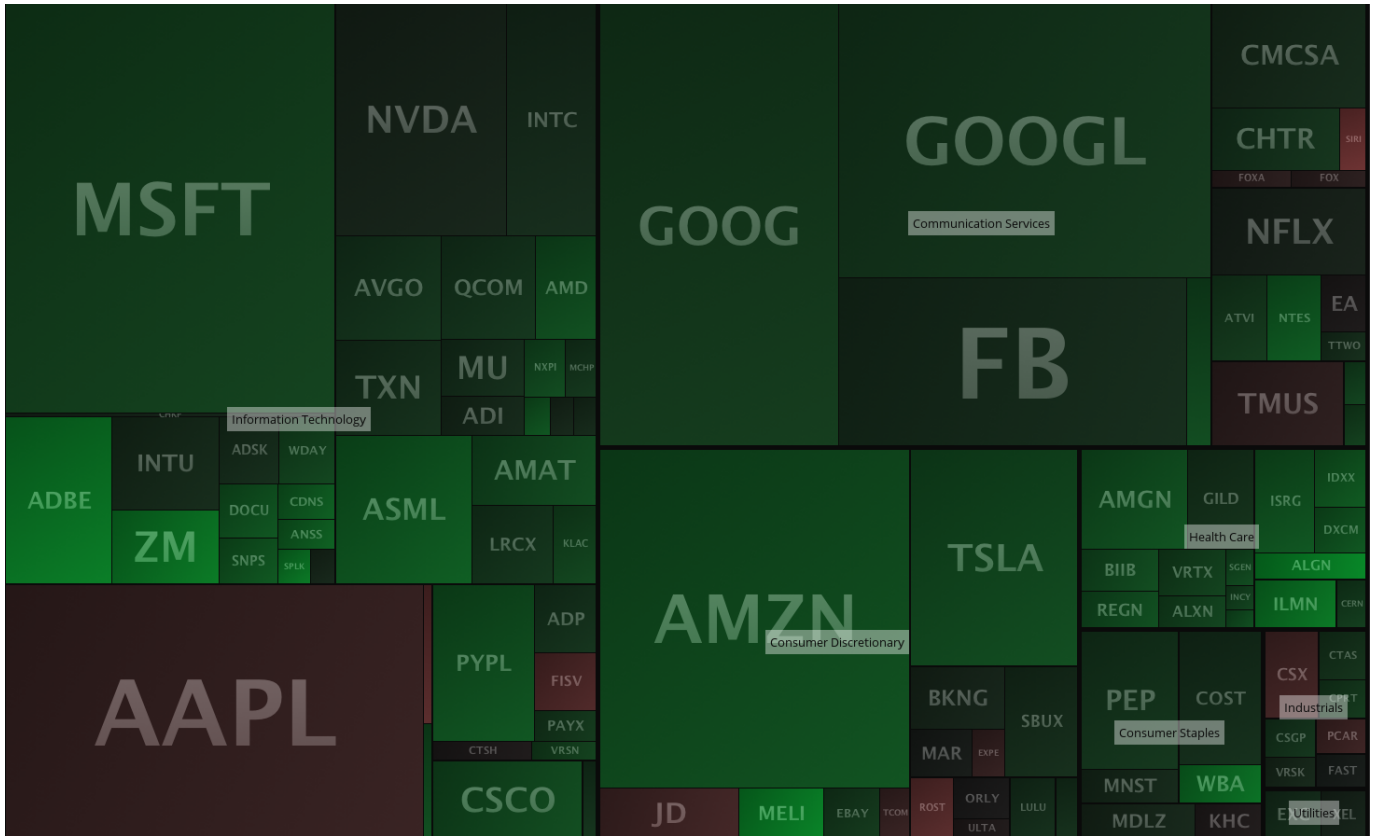 MSFT
NVDA
INTC
AVGO
QCOM
AMD
TXN
MU
NXPI
MCHP
ADI
Information Technology
ADBE
INTU
ADSK
WDAY
ZM
DOCU
CDNS
ANSS
SNPS
SPLK
ASML
AMAT
LRCX
KLAC
AAPL
PYPL
ADP
FISV
PAYX
CTSH
VRSN
CSCO
GOOG
GOOGL
Communication Services
FB
CMCSA
CHTR
SIRI
FOXA
FOX
NFLX
ATVI
NTES
EA
TTWO
TMUS
AMZN
Consumer Discretionary
TSLA
BKNG
SBUX
MAR
EXPE
JD
MELI
EBAY
TCOM
ROST
ORLY
ULTA
LULU
AMGN
GILD
ISRG
IDXX
DXCM
Health Care
BIIB
VRTX
SGEN
ALGN
REGN
ALXN
INCY
ILMN
CERN
PEP
COST
Consumer Staples
MNST
WBA
MDLZ
KHC
CSX
CTAS
CPRT
Industrials
CSGP
PCAR
VRSK
FAST
Utilities